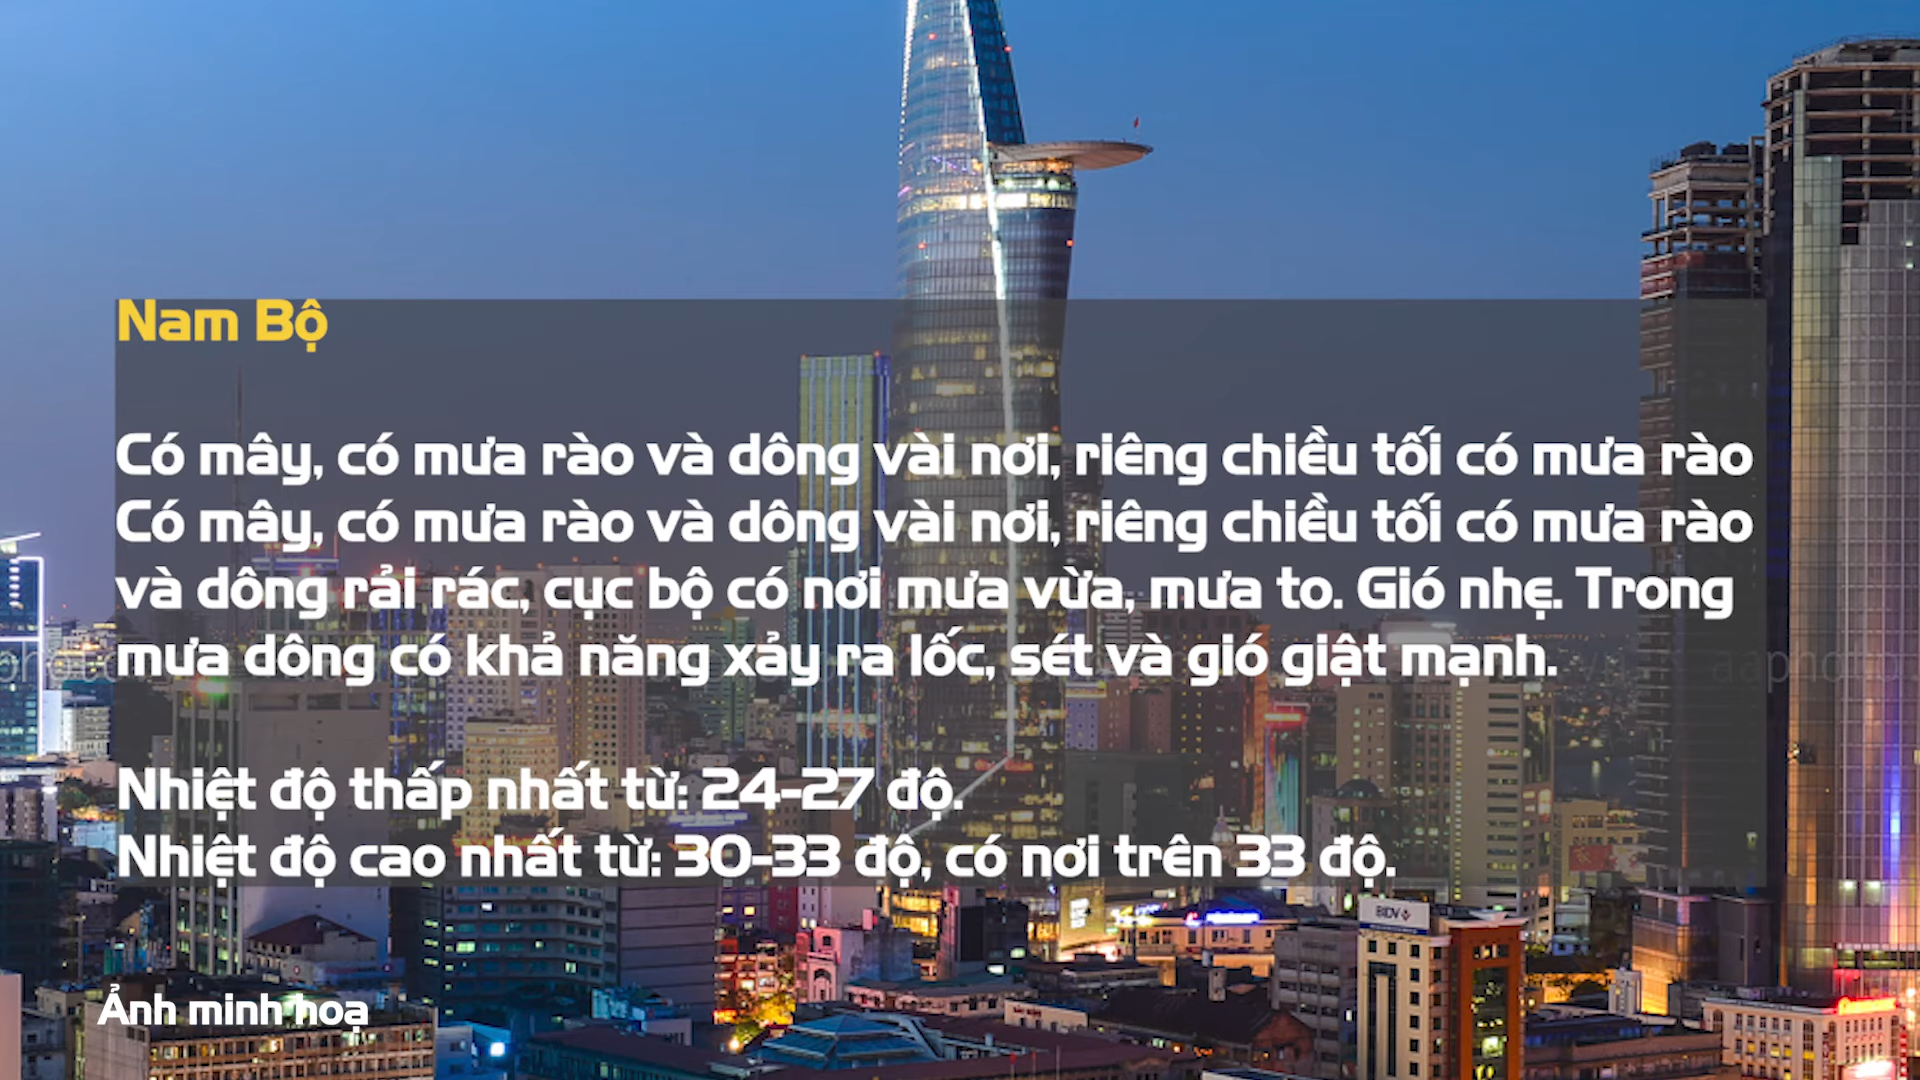 Nam Bộ
Có mây, có mưa rào và dông vài nơi, riêng chiều tối có mưa rào
Có mây, có mưa rào và dông vài nơi, riêng chiều tối có mưa rào
và dông rải rác, cục bộ có nơi mưa vừa, mưa to. Gió nhẹ. Trong
mưa dông có khả năng xảy ra lốc, sét và gió giật mạnh.
Nhiệt độ thấp nhất từ: 24-27 độ.
Nhiệt độ cao nhất từ: 30-33 độ, có nơi trên 33 độ.
BIDV
Ảnh minh hoạ